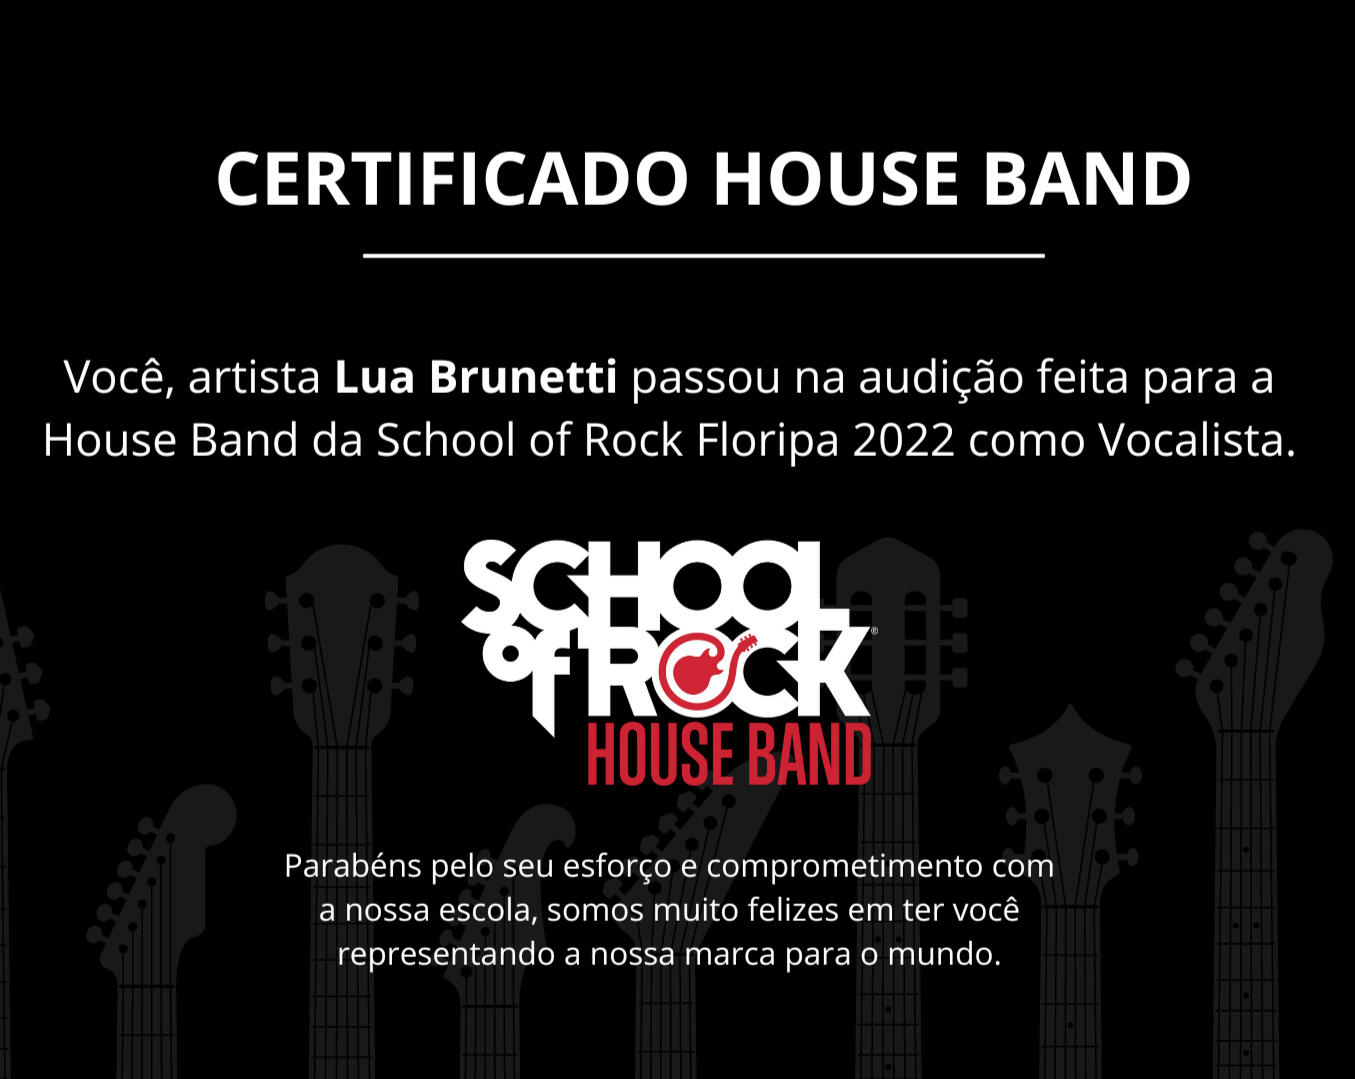 CERTIFICADO HOUSE BAND
Você, artista Lua Brunetti passou na audição feita para a
House Band da School of Rock Floripa 2022 como Vocalista.
SCHOOL
of ROCK®
HOUSE BAND
Parabéns pelo seu esforço e comprometimento com
a nossa escola, somos muito felizes em ter você
representando a nossa marca para o mundo.